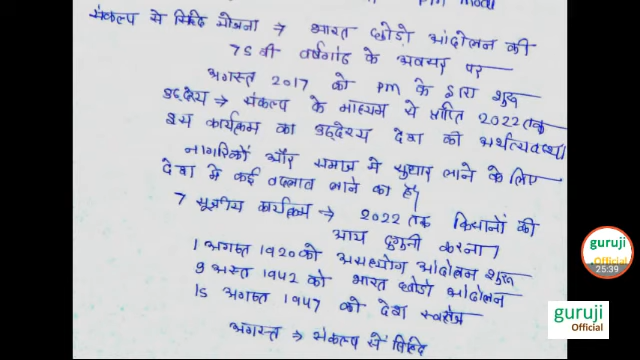 PM Modi
संकल्प से सिद्धि योजना → भारत छोड़ो आंदोलन की
75 वी वर्षगांठ के अवसर पर
अगस्त 2017 को PM के द्वारा शुरू
उद्देश्य → संकल्प के माध्यम से प्राप्ति 2022 तक
इस कार्यक्रम का उद्देश्य देश की अर्थव्यवस्था
नागरिकों और समाज में सुधार लाने के लिए
देश में कई बदलाव लाने का है।
7 सूत्रीय कार्यक्रम → 2022 तक किसानों की
आय दुगुनी करना।
1 अगस्त 1920 को असहयोग आंदोलन शुरू
9 अगस्त 1942 को भारत छोड़ो आंदोलन
15 अगस्त 1947 को देश स्वतंत्र
अगस्त → संकल्प से सिद्धि
guruji
Official
25:39
guruji
Official